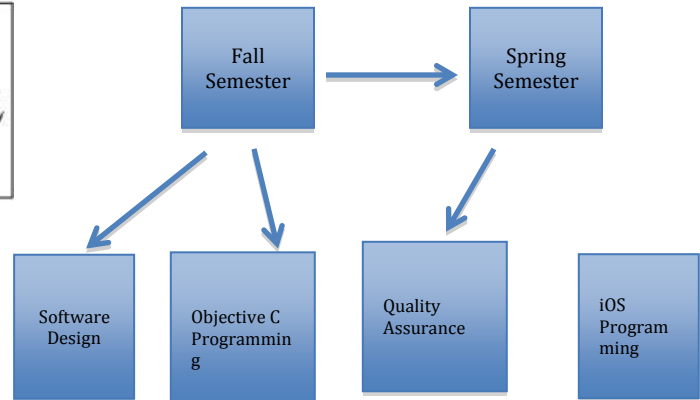 Fall
Semester
Spring
Semester
Software
Design
Objective C
Programmin
g
Quality
Assurance
iOS
Program
ming